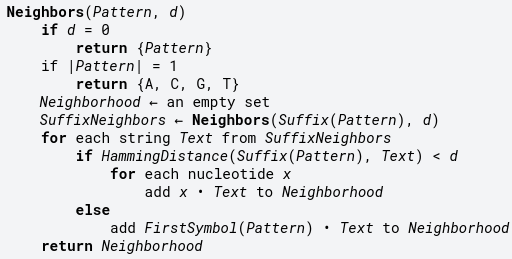 Neighbors(Pattern, d)
if d = 0
return {Pattern}
if |Pattern| = 1
return {A, C, G, T}
Neighborhood ← an empty set
SuffixNeighbors ← Neighbors(Suffix(Pattern), d)
for each string Text from SuffixNeighbors
if HammingDistance(Suffix(Pattern), Text) < d
for each nucleotide x
add x • Text to Neighborhood
else
add FirstSymbol(Pattern) • Text to Neighborhood
return Neighborhood